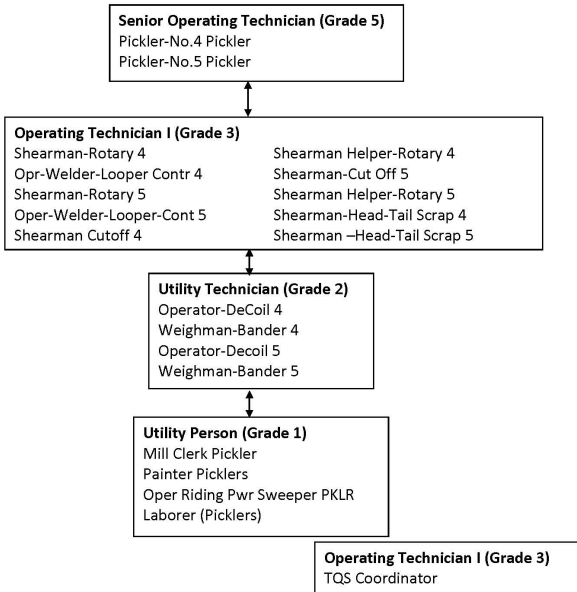 Senior Operating Technician (Grade 5)
Pickler-No.4 Pickler
Pickler-No.5 Pickler
Operating Technician I (Grade 3)
Shearman-Rotary 4
Opr-Welder-Looper Contr 4
Shearman-Rotary 5
Oper-Welder-Looper-Cont 5
Shearman Cutoff 4
Shearman Helper-Rotary 4
Shearman-Cut Off 5
Shearman Helper-Rotary 5
Shearman-Head-Tail Scrap 4
Shearman –Head-Tail Scrap 5
Utility Technician (Grade 2)
Operator-DeCoil 4
Weighman-Bander 4
Operator-Decoil 5
Weighman-Bander 5
Utility Person (Grade 1)
Mill Clerk Pickler
Painter Picklers
Oper Riding Pwr Sweeper PKLR
Laborer (Picklers)
Operating Technician I (Grade 3)
TQS Coordinator